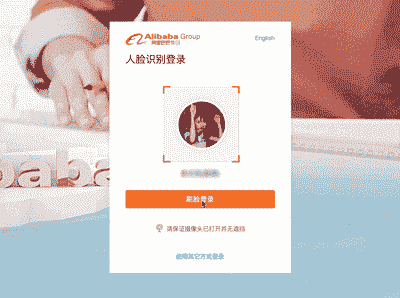 Alibaba Group
阿里巴巴集团
English
人脸识别登录
刷脸登录
请保证摄像头已打开并无遮挡
使用其它方式登录
baba